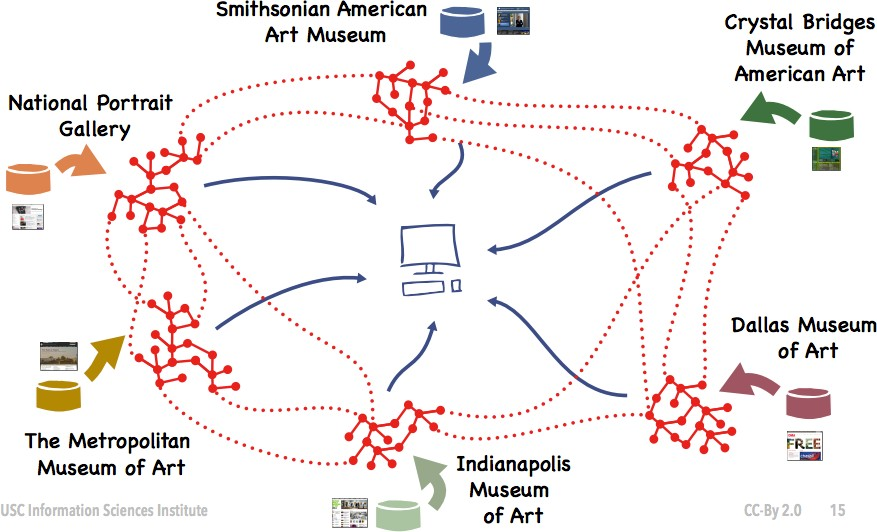 Smithsonian American
Art Museum
Crystal Bridges
Museum of
American Art
National Portrait
Gallery
Dallas Museum
of Art
FREE
The Metropolitan
Museum of Art
Indianapolis
Museum
of Art
USC Information Sciences Institute
CC-By 2.0
15